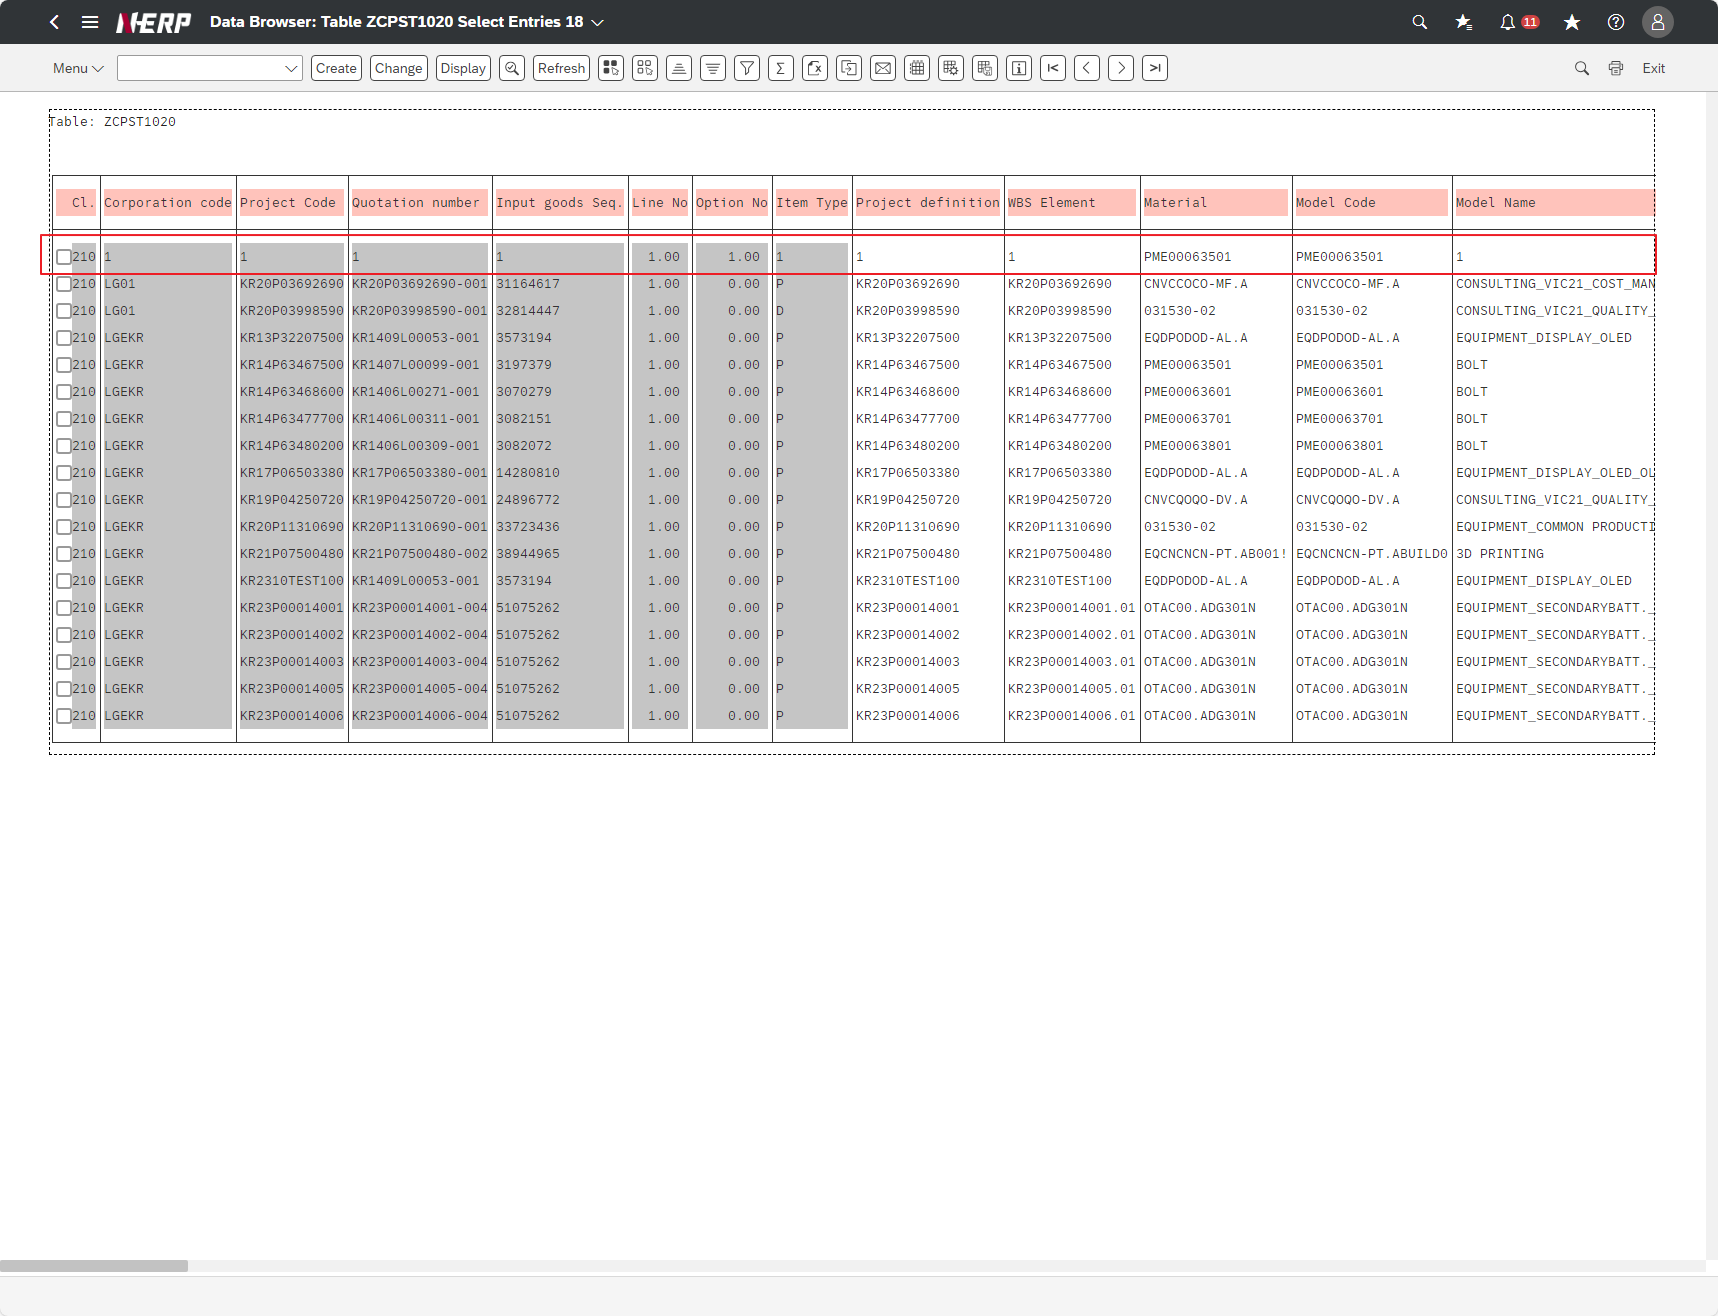 NERP Data Browser: Table ZCPST1020 Select Entries 18 11
Menu Create Change Display Refresh Exit
Table: ZCPST1020
Cl. Corporation code Project Code Quotation number Input goods Seq. Line No Option No Item Type Project definition WBS Element Material Model Code Model Name
210 1 1 1 1 1.00 1.00 1 1 1 PME00063501 PME00063501 1
210 LG01 KR20P03692690 KR20P03692690-001 31164617 1.00 0.00 P KR20P03692690 KR20P03692690 CNVCCOCO-MF.A CNVCCOCO-MF.A CONSULTING_VIC21_COST_MAN
210 LG01 KR20P03998590 KR20P03998590-001 32814447 1.00 0.00 D KR20P03998590 KR20P03998590 031530-02 031530-02 CONSULTING_VIC21_QUALITY_
210 LGEKR KR13P32207500 KR1409L00053-001 3573194 1.00 0.00 P KR13P32207500 KR13P32207500 EQDPODOD-AL.A EQDPODOD-AL.A EQUIPMENT_DISPLAY_OLED
210 LGEKR KR14P63467500 KR1407L00099-001 3197379 1.00 0.00 P KR14P63467500 KR14P63467500 PME00063501 PME00063501 BOLT
210 LGEKR KR14P63468600 KR1406L00271-001 3070279 1.00 0.00 P KR14P63468600 KR14P63468600 PME00063601 PME00063601 BOLT
210 LGEKR KR14P63477700 KR1406L00311-001 3082151 1.00 0.00 P KR14P63477700 KR14P63477700 PME00063701 PME00063701 BOLT
210 LGEKR KR14P63480200 KR1406L00309-001 3082072 1.00 0.00 P KR14P63480200 KR14P63480200 PME00063801 PME00063801 BOLT
210 LGEKR KR17P06503380 KR17P06503380-001 14280810 1.00 0.00 P KR17P06503380 KR17P06503380 EQDPODOD-AL.A EQDPODOD-AL.A EQUIPMENT_DISPLAY_OLED_OL
210 LGEKR KR19P04250720 KR19P04250720-001 24896772 1.00 0.00 P KR19P04250720 KR19P04250720 CNVCQOQO-DV.A CNVCQOQO-DV.A CONSULTING_VIC21_QUALITY_
210 LGEKR KR20P11310690 KR20P11310690-001 33723436 1.00 0.00 P KR20P11310690 KR20P11310690 031530-02 031530-02 EQUIPMENT_COMMON PRODUCTI
210 LGEKR KR21P07500480 KR21P07500480-002 38944965 1.00 0.00 P KR21P07500480 KR21P07500480 EQCNCNCN-PT.AB001! EQCNCNCN-PT.ABUILD0 3D PRINTING
210 LGEKR KR2310TEST100 KR1409L00053-001 3573194 1.00 0.00 P KR2310TEST100 KR2310TEST100 EQDPODOD-AL.A EQDPODOD-AL.A EQUIPMENT_DISPLAY_OLED
210 LGEKR KR23P00014001 KR23P00014001-004 51075262 1.00 0.00 P KR23P00014001 KR23P00014001.01 OTAC00.ADG301N OTAC00.ADG301N EQUIPMENT_SECONDARYBATT._
210 LGEKR KR23P00014002 KR23P00014002-004 51075262 1.00 0.00 P KR23P00014002 KR23P00014002.01 OTAC00.ADG301N OTAC00.ADG301N EQUIPMENT_SECONDARYBATT._
210 LGEKR KR23P00014003 KR23P00014003-004 51075262 1.00 0.00 P KR23P00014003 KR23P00014003.01 OTAC00.ADG301N OTAC00.ADG301N EQUIPMENT_SECONDARYBATT._
210 LGEKR KR23P00014005 KR23P00014005-004 51075262 1.00 0.00 P KR23P00014005 KR23P00014005.01 OTAC00.ADG301N OTAC00.ADG301N EQUIPMENT_SECONDARYBATT._
210 LGEKR KR23P00014006 KR23P00014006-004 51075262 1.00 0.00 P KR23P00014006 KR23P00014006.01 OTAC00.ADG301N OTAC00.ADG301N EQUIPMENT_SECONDARYBATT._